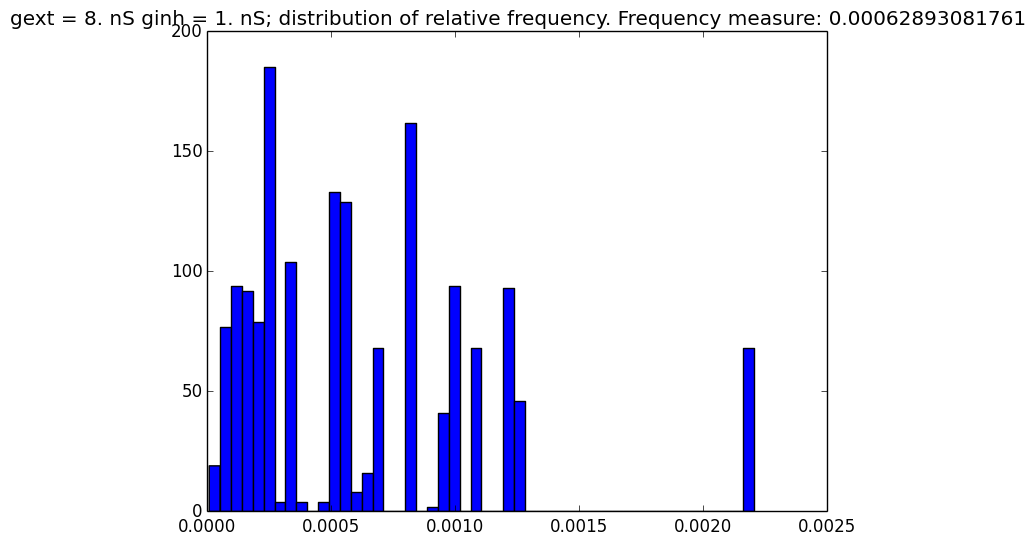 gext = 8. nS ginh = 1. nS; distribution of relative frequency. Frequency measure: 0.00062893081761
200
150
100
50
0
0.0000 0.0005 0.0010 0.0015 0.0020 0.0025